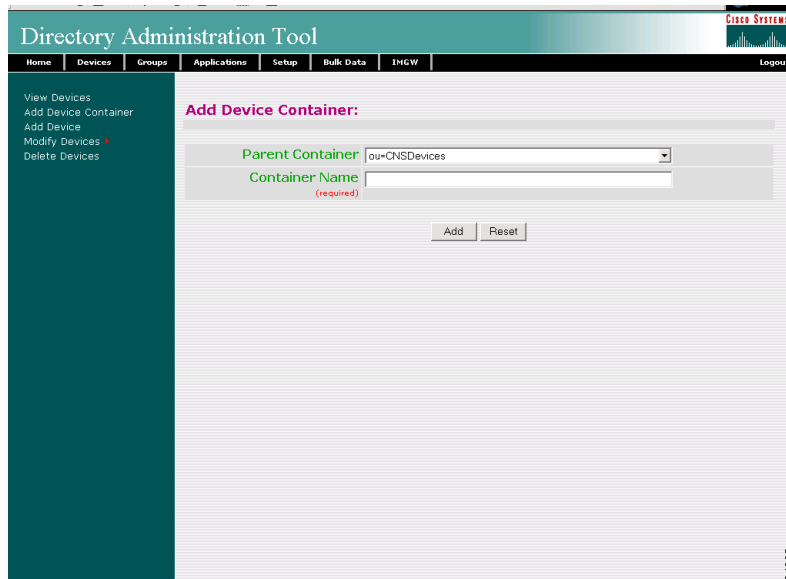 CISCO SYSTEMS
Directory Administration Tool
Home Devices Groups Applications Setup Bulk Data IMGW Logout
View Devices
Add Device Container
Add Device
Modify Devices
Delete Devices
Add Device Container:
Parent Container ou=CNSDevices
Container Name
(required)
Add Reset